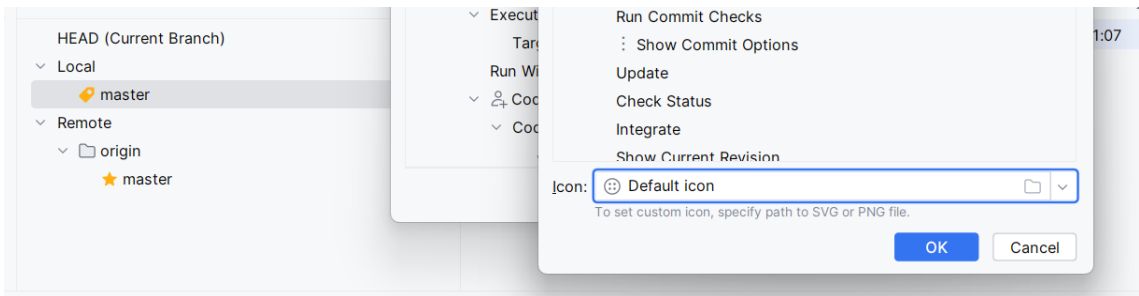 HEAD (Current Branch)
Local
master
Remote
origin
master
Execut
Targ
Run Wi
Cod
Cod
Run Commit Checks
Show Commit Options
Update
Check Status
Integrate
Show Current Revision
Icon: Default icon
To set custom icon, specify path to SVG or PNG file.
OK Cancel
1:07